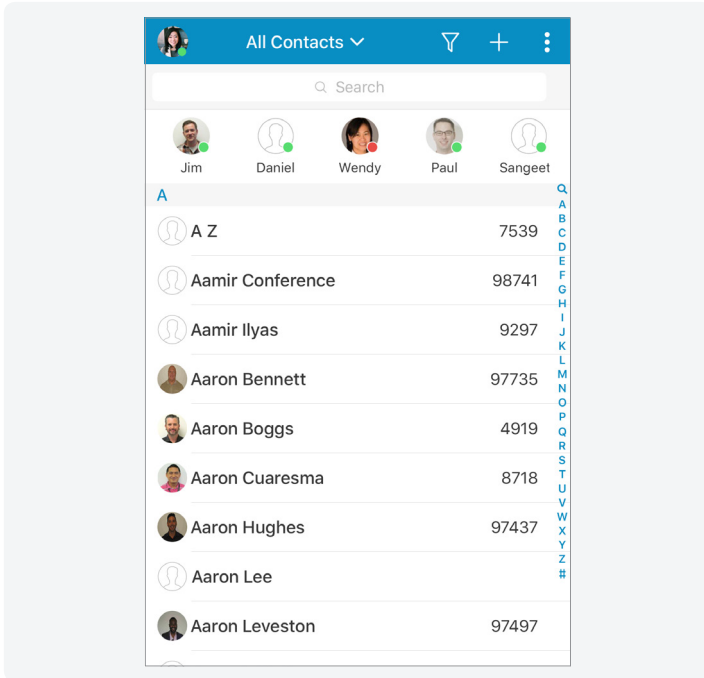 All Contacts
Search
Jim Daniel Wendy Paul Sangeet
A
A Z 7539
Aamir Conference 98741
Aamir Ilyas 9297
Aaron Bennett 97735
Aaron Boggs 4919
Aaron Cuaresma 8718
Aaron Hughes 97437
Aaron Lee
Aaron Leveston 97497
A
B
C
D
E
F
G
H
I
J
K
L
M
N
O
P
Q
R
S
T
U
V
W
X
Y
Z
#